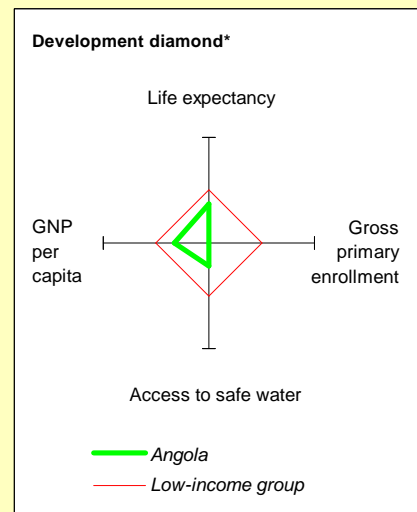 Development diamond*
Life expectancy
GNP
per
capita
Gross
primary
enrollment
Access to safe water
Angola
Low-income group